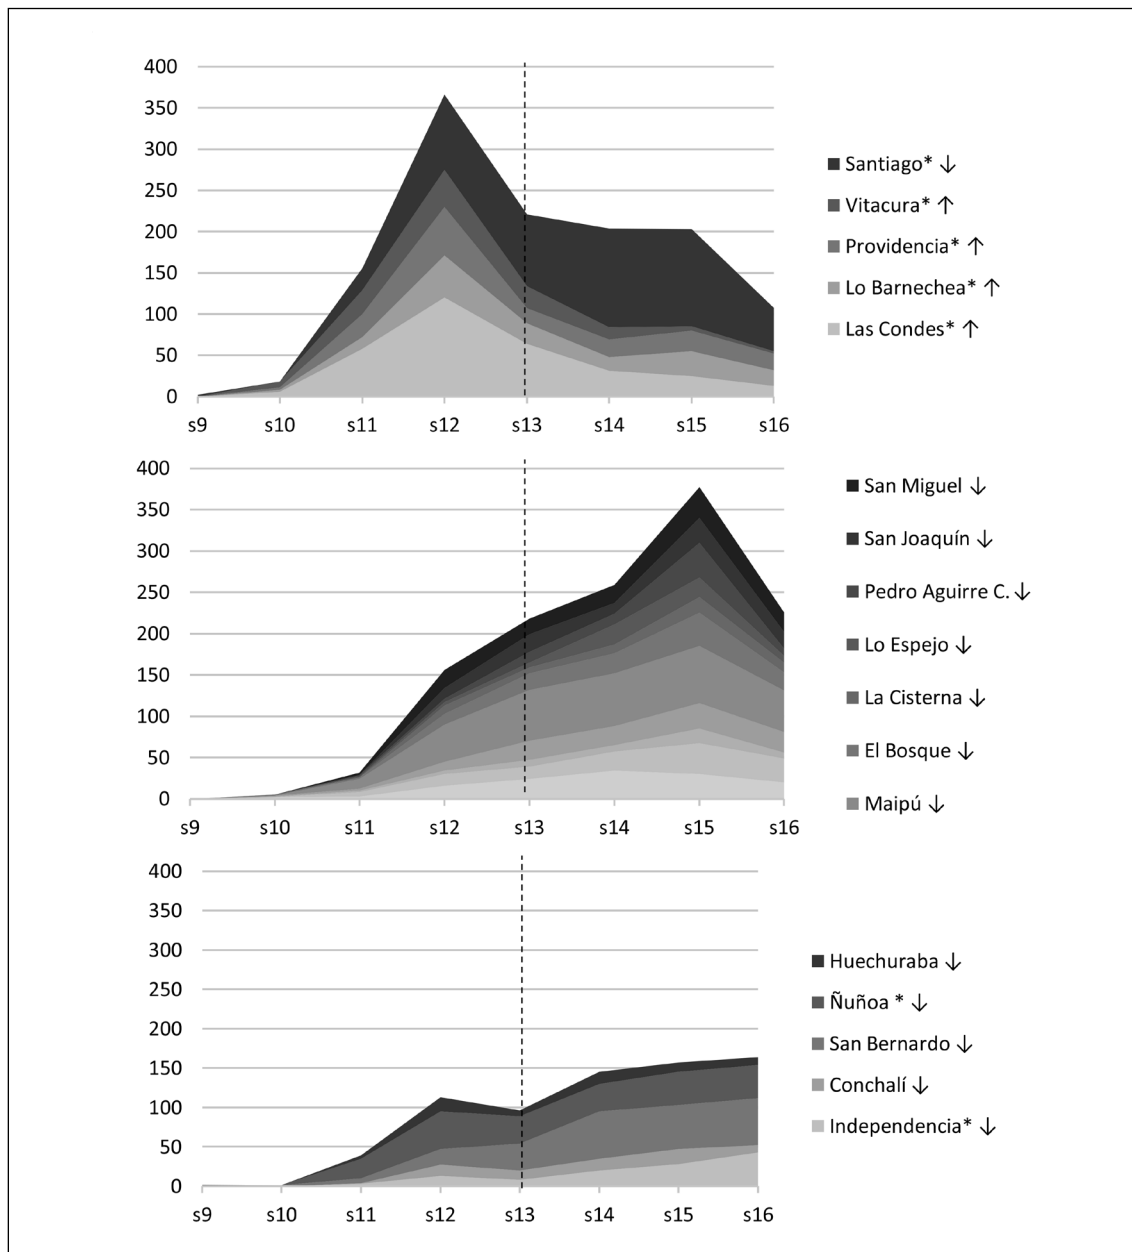 400
350
300
250
200
150
100
50
0
s9 s10 s11 s12 s13 s14 s15 s16
Santiago* ↓
Vitacura* ↑
Providencia* ↑
Lo Barnechea* ↑
Las Condes* ↑
400
350
300
250
200
150
100
50
0
s9 s10 s11 s12 s13 s14 s15 s16
San Miguel ↓
San Joaquín ↓
Pedro Aguirre C. ↓
Lo Espejo ↓
La Cisterna ↓
El Bosque ↓
Maipú ↓
400
350
300
250
200
150
100
50
0
s9 s10 s11 s12 s13 s14 s15 s16
Huechuraba ↓
Ñuñoa * ↓
San Bernardo ↓
Conchalí ↓
Independencia* ↓